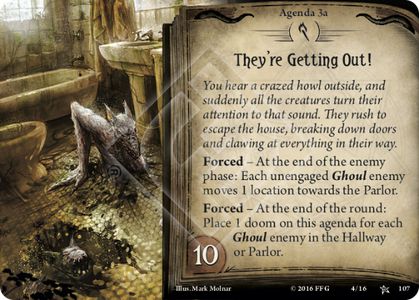 Agenda 3a
They're Getting Out!
You hear a crazed howl outside, and
suddenly all the creatures turn their
attention to that sound. They rush to
escape the house, breaking down doors
and clawing at everything in their way.
Forced – At the end of the enemy
phase: Each unengaged Ghoul enemy
moves 1 location towards the Parlor.
Forced – At the end of the round:
Place 1 doom on this agenda for each
Ghoul enemy in the Hallway
or Parlor.
10
Illus. Mark Molnar
© 2016 FFG
4/16
107